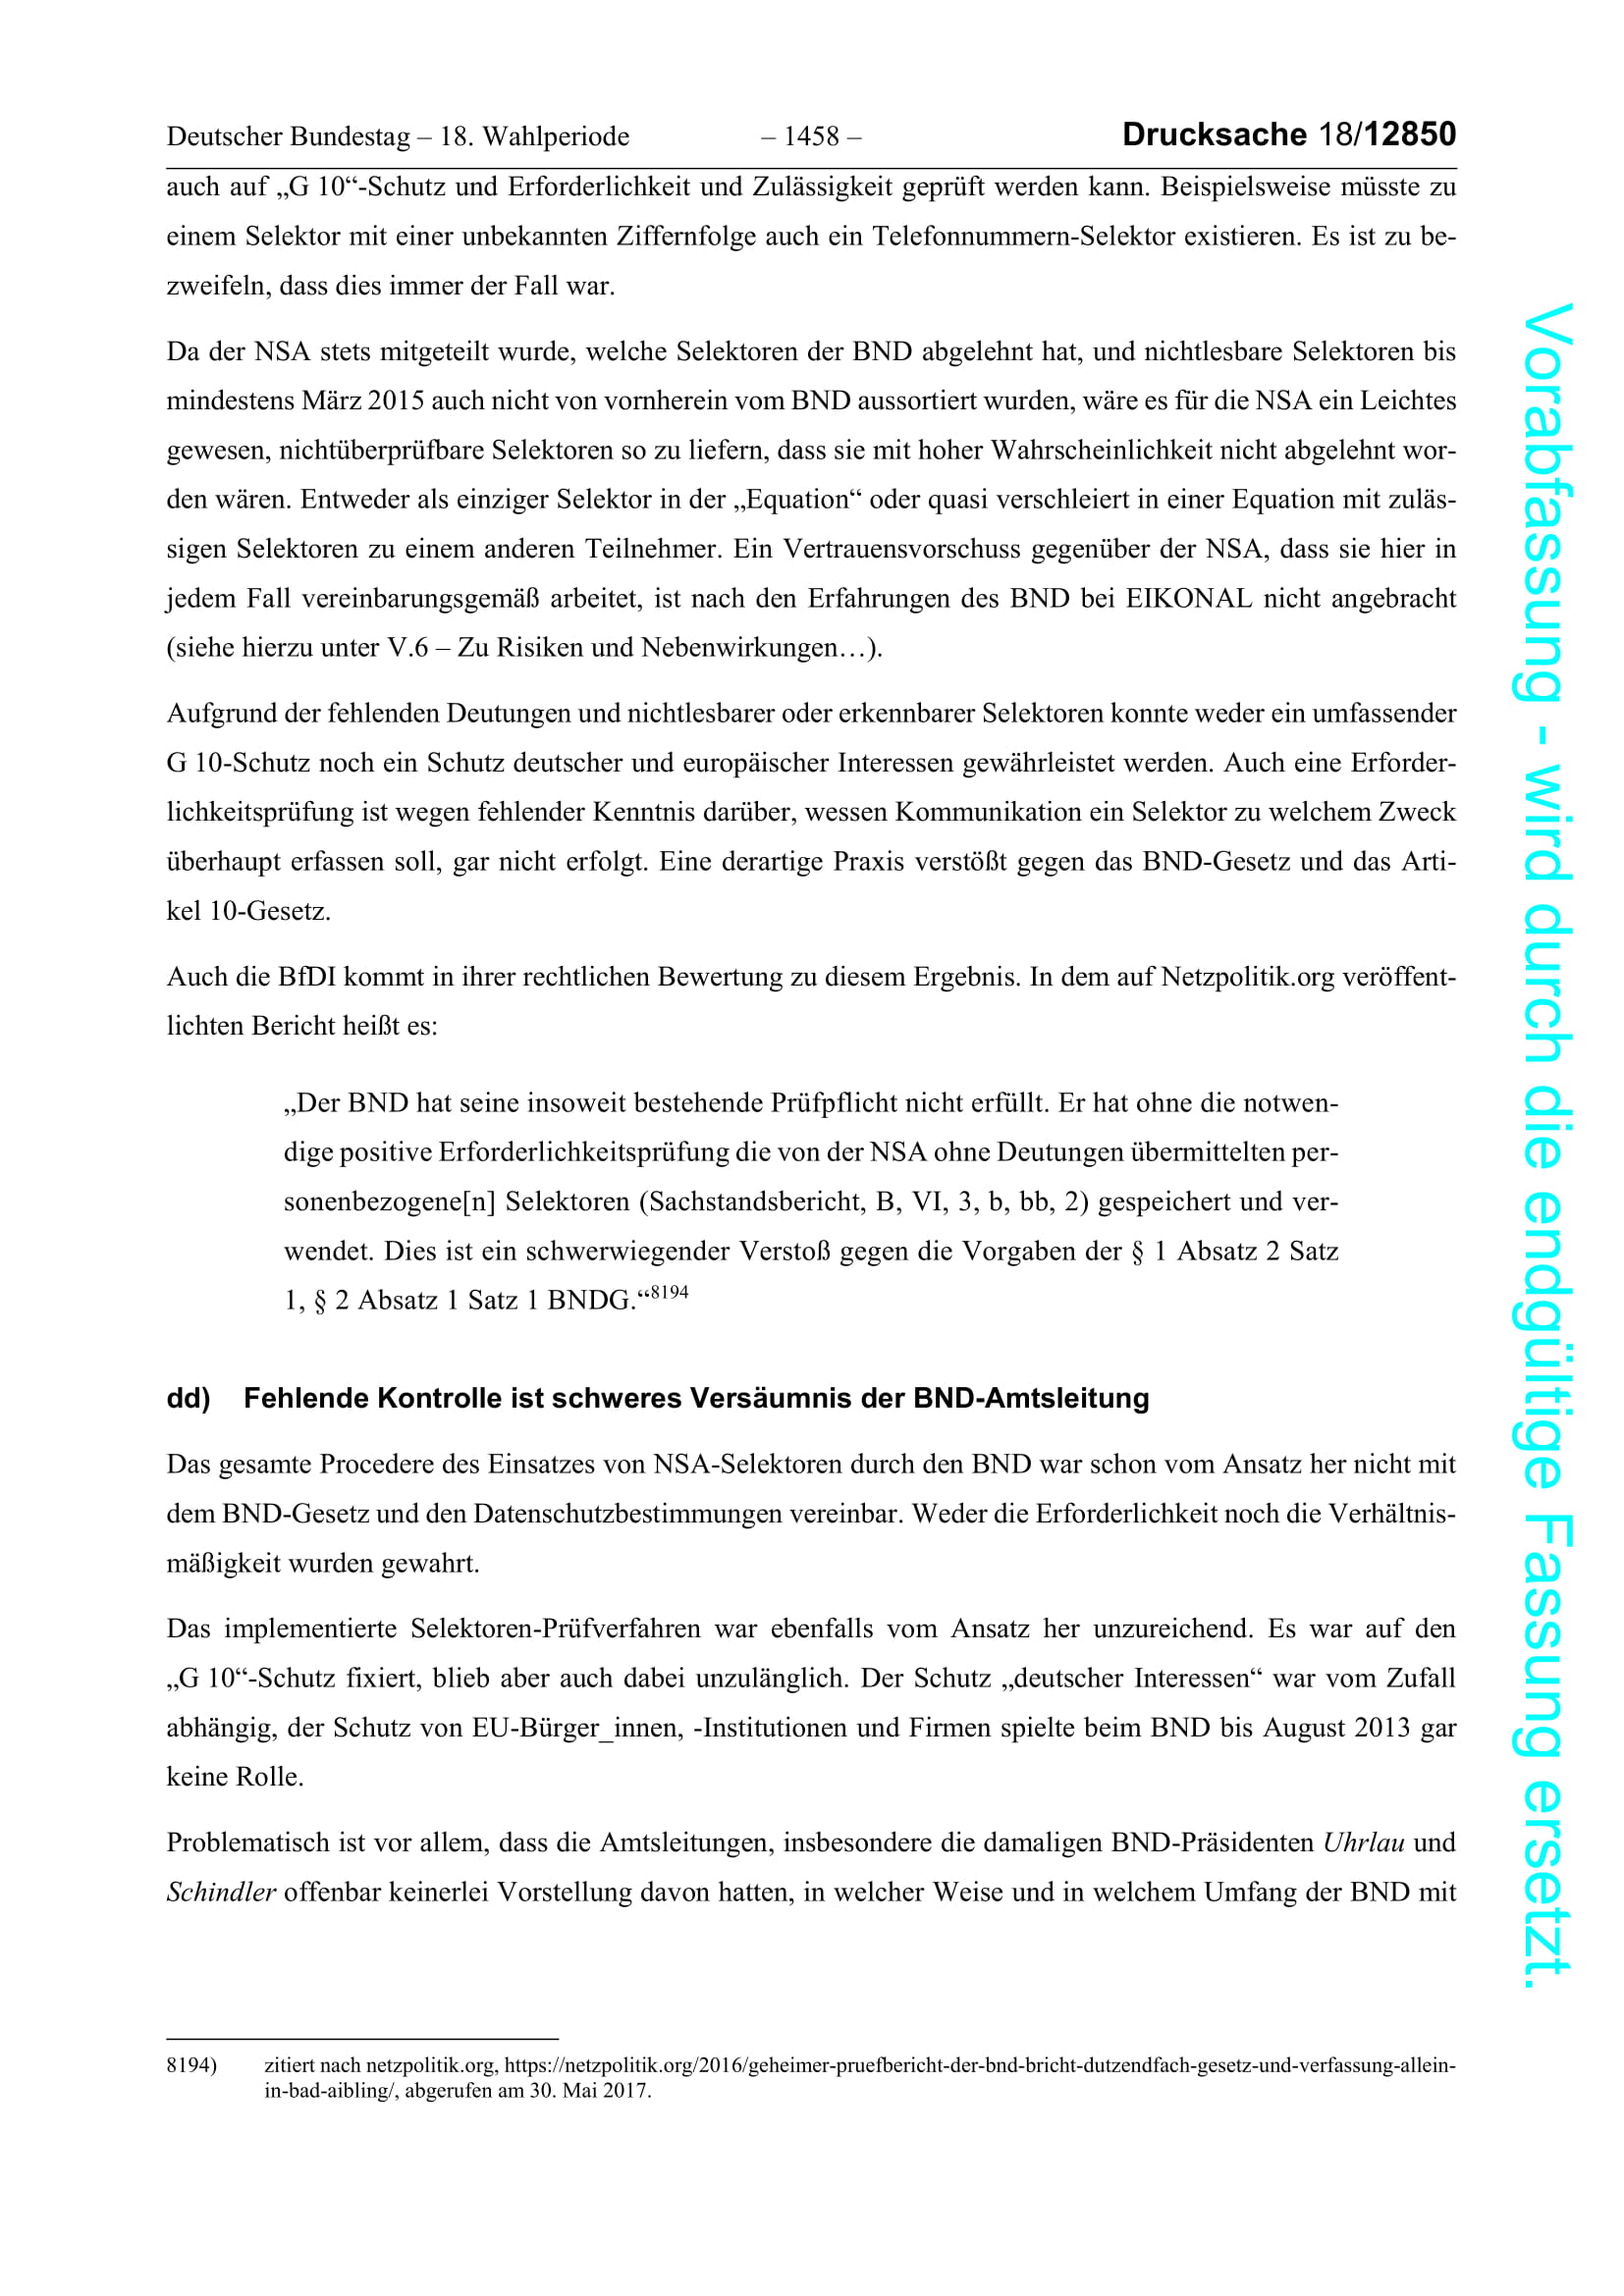 Deutscher Bundestag – 18. Wahlperiode – 1458 – Drucksache 18/12850
auch auf „G 10“-Schutz und Erforderlichkeit und Zulässigkeit geprüft werden kann. Beispielsweise müsste zu
einem Selektor mit einer unbekannten Ziffernfolge auch ein Telefonnummern-Selektor existieren. Es ist zu be-
zweifeln, dass dies immer der Fall war.
Da der NSA stets mitgeteilt wurde, welche Selektoren der BND abgelehnt hat, und nichtlesbare Selektoren bis
mindestens März 2015 auch nicht von vornherein vom BND aussortiert wurden, wäre es für die NSA ein Leichtes
gewesen, nichtüberprüfbare Selektoren so zu liefern, dass sie mit hoher Wahrscheinlichkeit nicht abgelehnt wor-
den wären. Entweder als einziger Selektor in der „Equation“ oder quasi verschleiert in einer Equation mit zuläs-
sigen Selektoren zu einem anderen Teilnehmer. Ein Vertrauensvorschuss gegenüber der NSA, dass sie hier in
jedem Fall vereinbarungsgemäß arbeitet, ist nach den Erfahrungen des BND bei EIKONAL nicht angebracht
(siehe hierzu unter V.6 – Zu Risiken und Nebenwirkungen…).
Aufgrund der fehlenden Deutungen und nichtlesbarer oder erkennbarer Selektoren konnte weder ein umfassender
G 10-Schutz noch ein Schutz deutscher und europäischer Interessen gewährleistet werden. Auch eine Erforder-
lichkeitsprüfung ist wegen fehlender Kenntnis darüber, wessen Kommunikation ein Selektor zu welchem Zweck
überhaupt erfassen soll, gar nicht erfolgt. Eine derartige Praxis verstößt gegen das BND-Gesetz und das Arti-
kel 10-Gesetz.
Auch die BfDI kommt in ihrer rechtlichen Bewertung zu diesem Ergebnis. In dem auf Netzpolitik.org veröffent-
lichten Bericht heißt es:
„Der BND hat seine insoweit bestehende Prüfpflicht nicht erfüllt. Er hat ohne die notwen-
dige positive Erforderlichkeitsprüfung die von der NSA ohne Deutungen übermittelten per-
sonenbezogene[n] Selektoren (Sachstandsbericht, B, VI, 3, b, bb, 2) gespeichert und ver-
wendet. Dies ist ein schwerwiegender Verstoß gegen die Vorgaben der § 1 Absatz 2 Satz
1, § 2 Absatz 1 Satz 1 BNDG.“8194
dd) Fehlende Kontrolle ist schweres Versäumnis der BND-Amtsleitung
Das gesamte Procedere des Einsatzes von NSA-Selektoren durch den BND war schon vom Ansatz her nicht mit
dem BND-Gesetz und den Datenschutzbestimmungen vereinbar. Weder die Erforderlichkeit noch die Verhältnis-
mäßigkeit wurden gewahrt.
Das implementierte Selektoren-Prüfverfahren war ebenfalls vom Ansatz her unzureichend. Es war auf den
„G 10“-Schutz fixiert, blieb aber auch dabei unzulänglich. Der Schutz „deutscher Interessen“ war vom Zufall
abhängig, der Schutz von EU-Bürger_innen, -Institutionen und Firmen spielte beim BND bis August 2013 gar
keine Rolle.
Problematisch ist vor allem, dass die Amtsleitungen, insbesondere die damaligen BND-Präsidenten Uhrlau und
Schindler offenbar keinerlei Vorstellung davon hatten, in welcher Weise und in welchem Umfang der BND mit
8194) zitiert nach netzpolitik.org, https://netzpolitik.org/2016/geheimer-pruefbericht-der-bnd-bricht-dutzendfach-gesetz-und-verfassung-allein-
in-bad-aibling/, abgerufen am 30. Mai 2017.
Vorabfassung - wird durch die endgültige Fassung ersetzt.